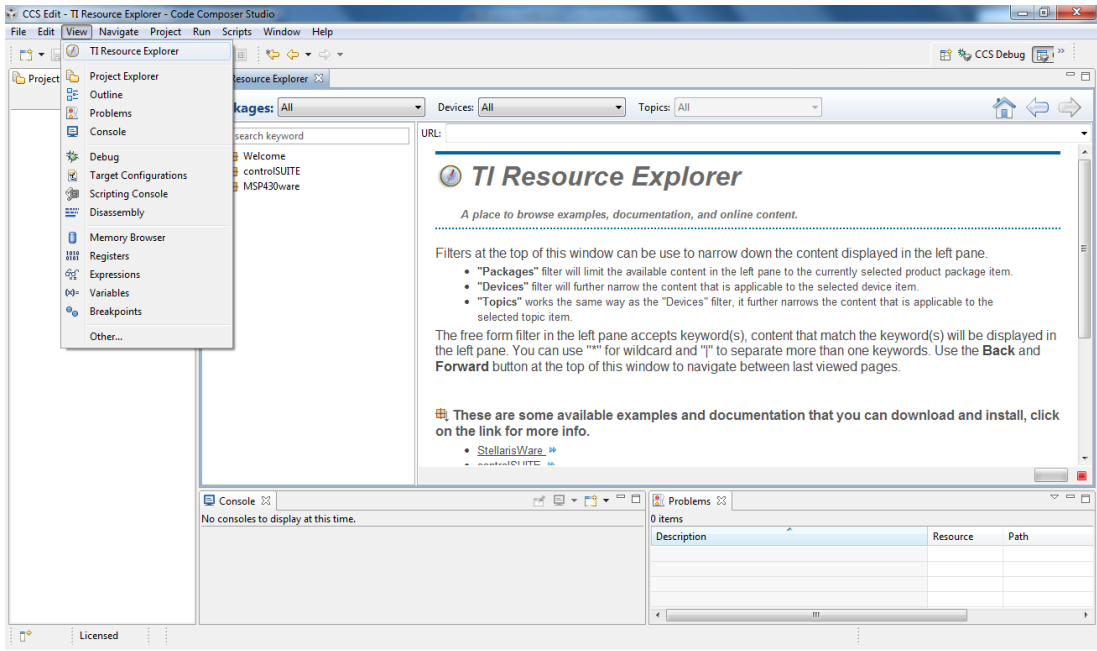 CCS Edit - TI Resource Explorer - Code Composer Studio
File Edit View Navigate Project Run Scripts Window Help
TI Resource Explorer
Project Explorer
Outline
Problems
Console
Debug
Target Configurations
Scripting Console
Disassembly
Memory Browser
Registers
Expressions
Variables
Breakpoints
Other...
CCS Debug
Project
Resource Explorer
kages: All
Devices: All
Topics: All
search keyword
Welcome
controlSUITE
MSP430ware
URL:
TI Resource Explorer
A place to browse examples, documentation, and online content.
Filters at the top of this window can be use to narrow down the content displayed in the left pane.
• "Packages" filter will limit the available content in the left pane to the currently selected product package item.
• "Devices" filter will further narrow the content that is applicable to the selected device item.
• "Topics" works the same way as the "Devices" filter, it further narrows the content that is applicable to the
selected topic item.
The free form filter in the left pane accepts keyword(s), content that match the keyword(s) will be displayed in
the left pane. You can use "*" for wildcard and "|" to separate more than one keywords. Use the Back and
Forward button at the top of this window to navigate between last viewed pages.
These are some available examples and documentation that you can download and install, click
on the link for more info.
• StellarisWare
• controlSUITE
Console
No consoles to display at this time.
Problems
0 items
Description Resource Path
Licensed